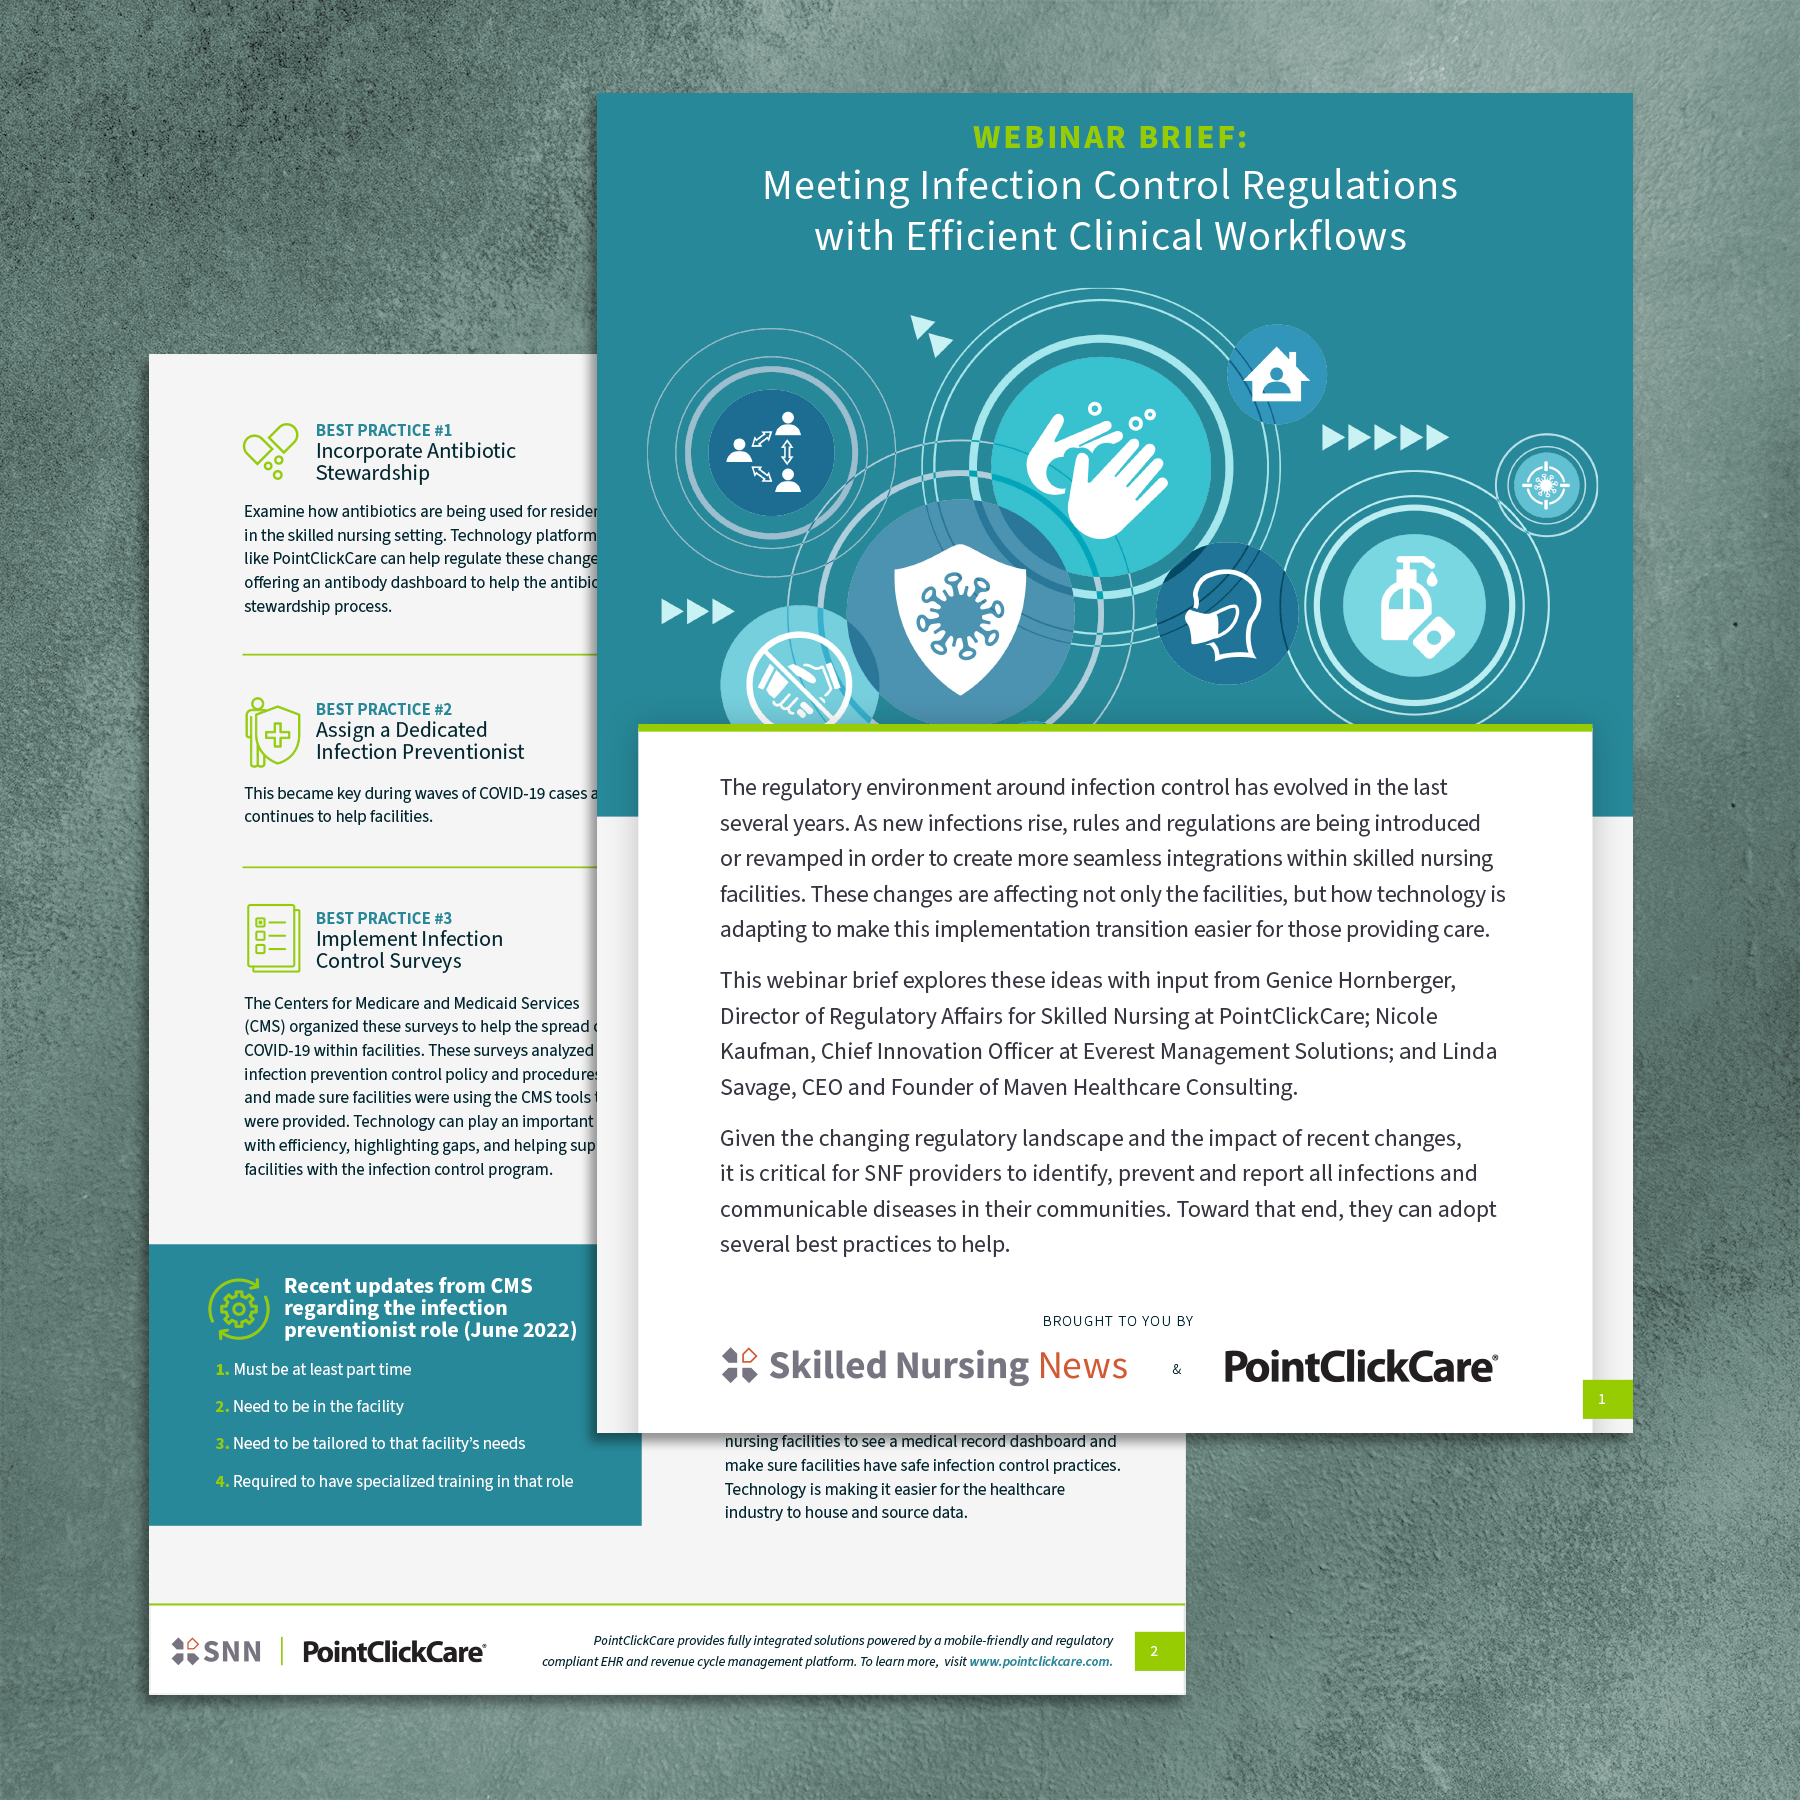 WEBINAR BRIEF:
Meeting Infection Control Regulations
with Efficient Clinical Workflows
The regulatory environment around infection control has evolved in the last
several years. As new infections rise, rules and regulations are being introduced
or revamped in order to create more seamless integrations within skilled nursing
facilities. These changes are affecting not only the facilities, but how technology is
adapting to make this implementation transition easier for those providing care.
This webinar brief explores these ideas with input from Genice Hornberger,
Director of Regulatory Affairs for Skilled Nursing at PointClickCare; Nicole
Kaufman, Chief Innovation Officer at Everest Management Solutions; and Linda
Savage, CEO and Founder of Maven Healthcare Consulting.
Given the changing regulatory landscape and the impact of recent changes,
it is critical for SNF providers to identify, prevent and report all infections and
communicable diseases in their communities. Toward that end, they can adopt
several best practices to help.
BROUGHT TO YOU BY
Skilled Nursing News & PointClickCare®
1
BEST PRACTICE #1
Incorporate Antibiotic
Stewardship
Examine how antibiotics are being used for
in the skilled nursing setting. Technology
like PointClickCare can help regulate these
offering an antibody dashboard to help the
stewardship process.
BEST PRACTICE #2
Assign a Dedicated
Infection Preventionist
This became key during waves of COVID-19 cases
continues to help facilities.
BEST PRACTICE #3
Implement Infection
Control Surveys
The Centers for Medicare and Medicaid Services
(CMS) organized these surveys to help the spread
COVID-19 within facilities. These surveys analyzed
infection prevention control policy and procedures
and made sure facilities were using the CMS tools
were provided. Technology can play an important
with efficiency, highlighting gaps, and helping
facilities with the infection control program.
Recent updates from CMS
regarding the infection
preventionist role (June 2022)
1. Must be at least part time
2. Need to be in the facility
3. Need to be tailored to that facility’s needs
4. Required to have specialized training in that role
nursing facilities to see a medical record dashboard and
make sure facilities have safe infection control practices.
Technology is making it easier for the healthcare
industry to house and source data.
SNN | PointClickCare®
PointClickCare provides fully integrated solutions powered by a mobile-friendly and regulatory
compliant EHR and revenue cycle management platform. To learn more, visit www.pointclickcare.com.
2